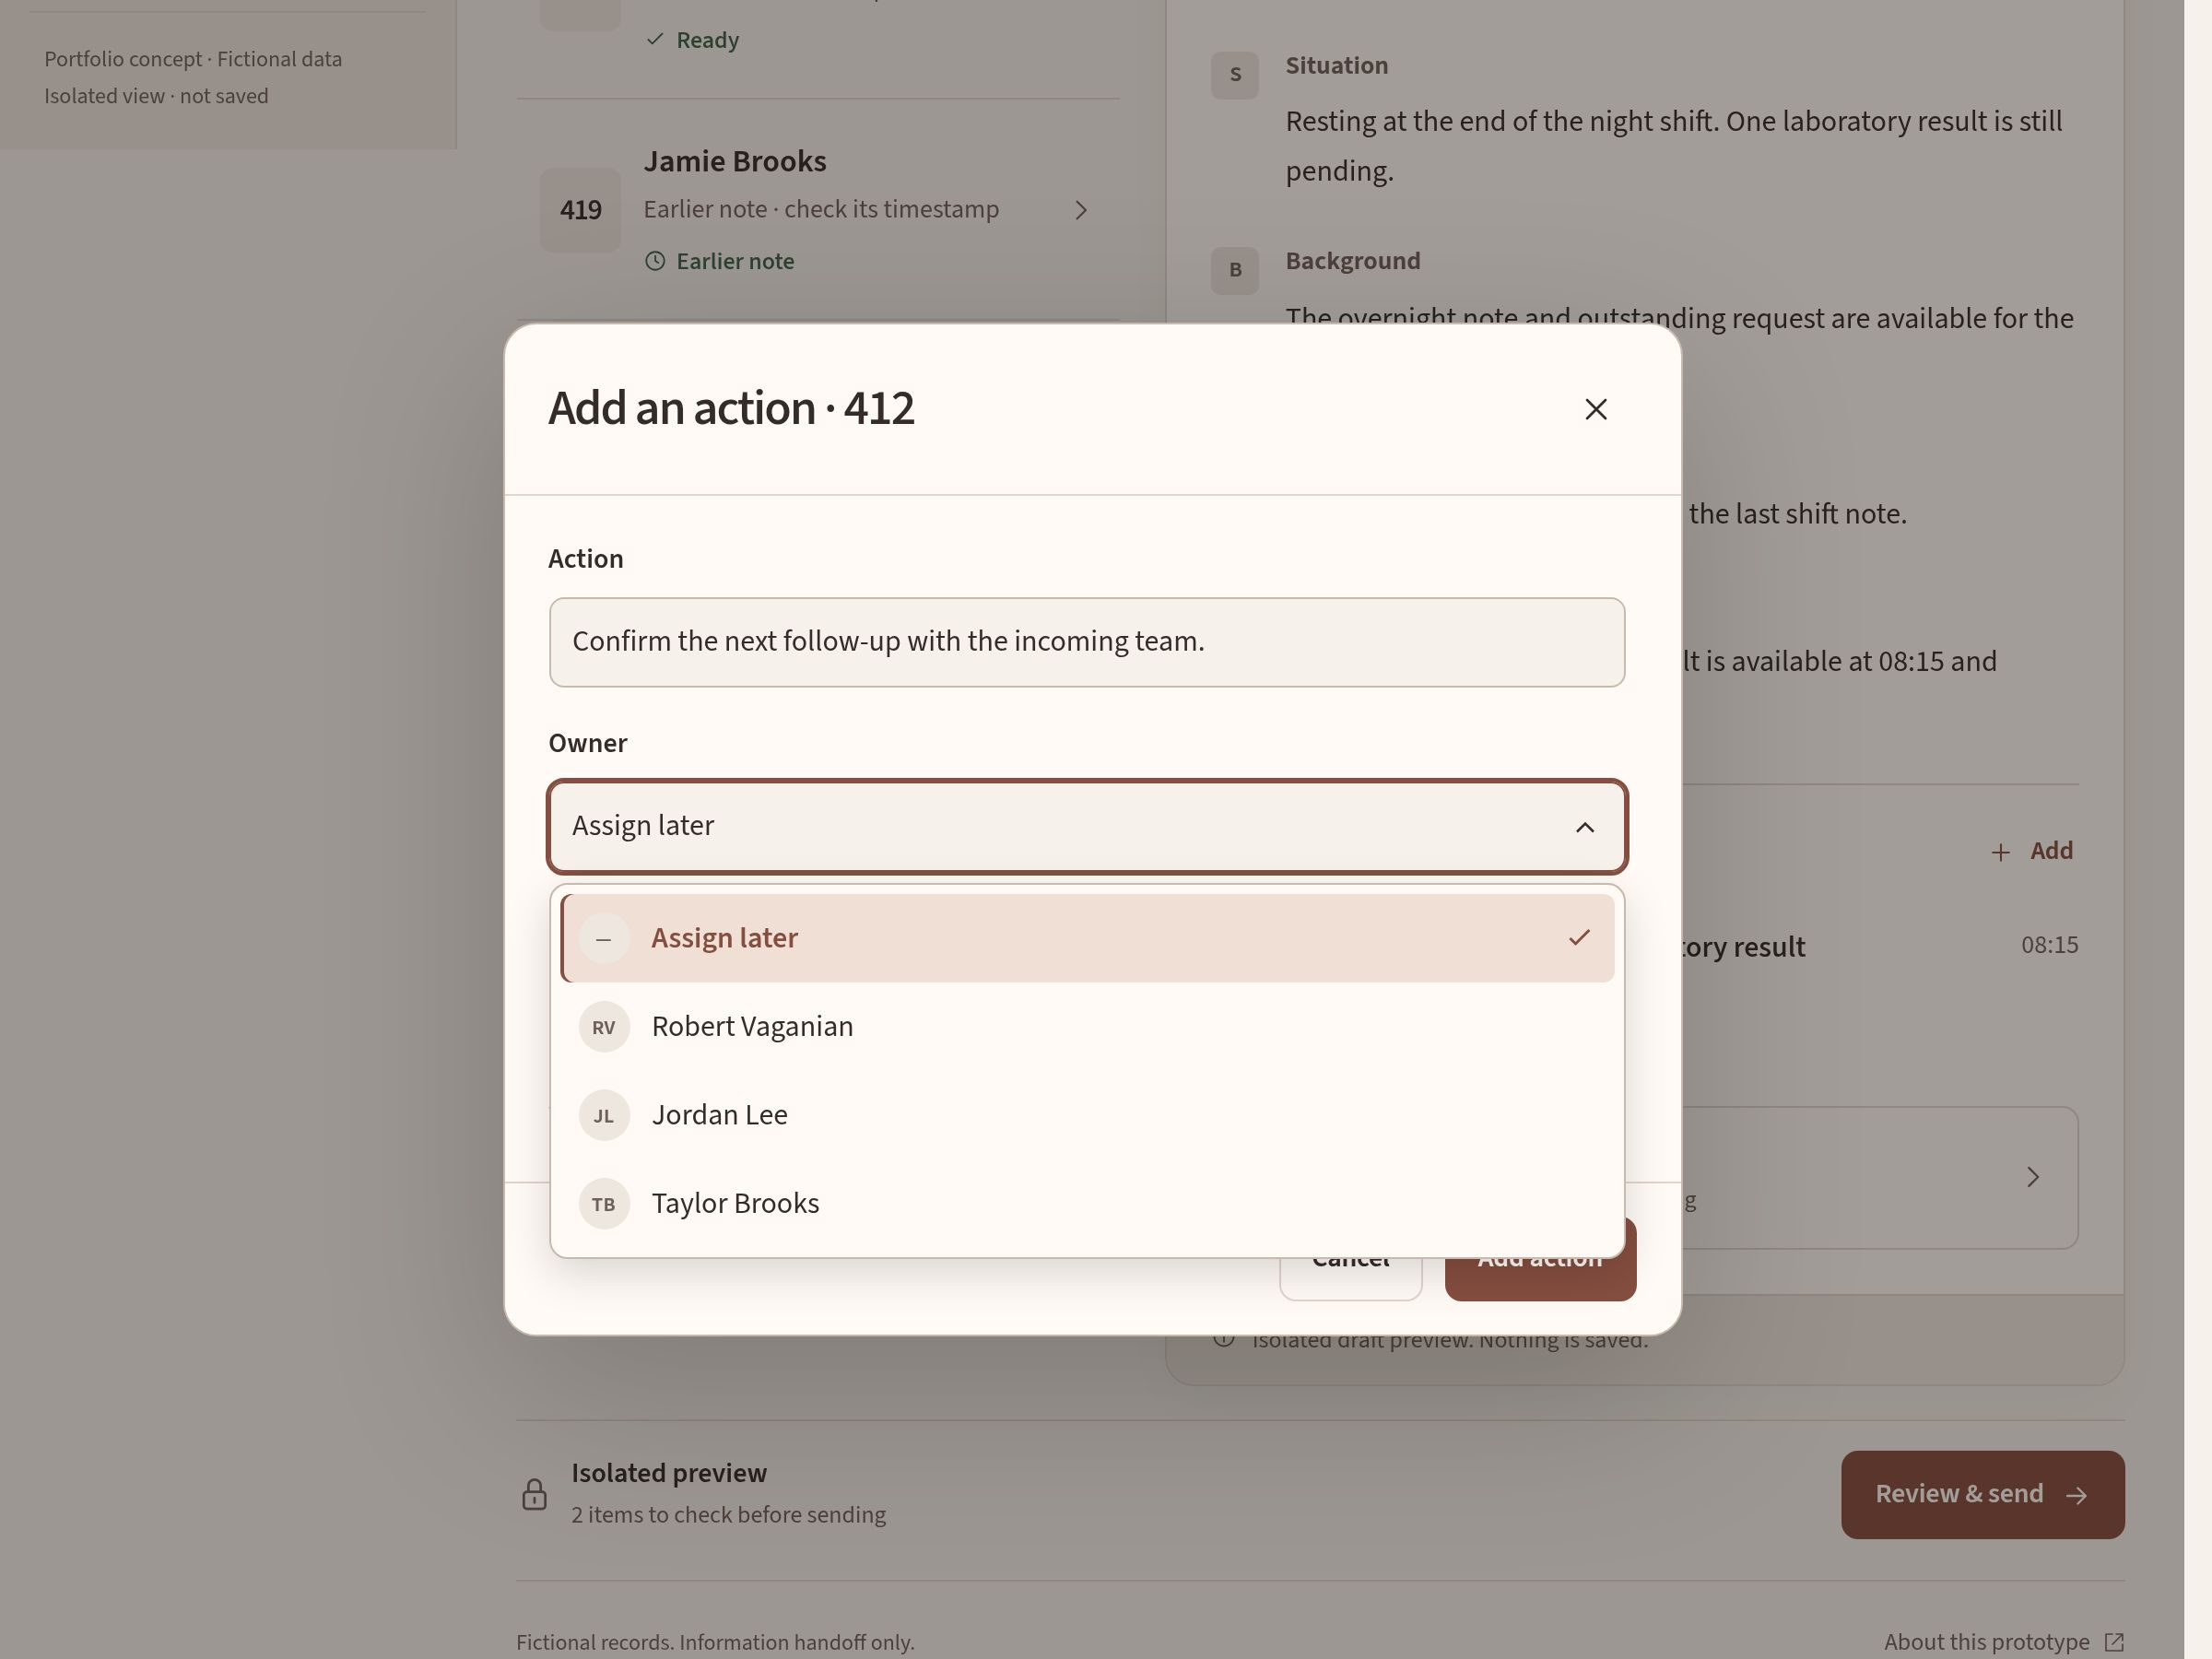 Portfolio concept · Fictional data
Isolated view · not saved
Ready
419
Jamie Brooks
Earlier note · check its timestamp
Earlier note
S
Situation
Resting at the end of the night shift. One laboratory result is still
pending.
B
Background
The overnight note and outstanding request are available for the
the last shift note.
is available at 08:15 and
Add
result
08:15
Add an action · 412
Action
Confirm the next follow-up with the incoming team.
Owner
Assign later
– Assign later
RV Robert Vaganian
JL Jordan Lee
TB Taylor Brooks
Cancel
Add action
Isolated draft preview. Nothing is saved.
Isolated preview
2 items to check before sending
Review & send
Fictional records. Information handoff only.
About this prototype